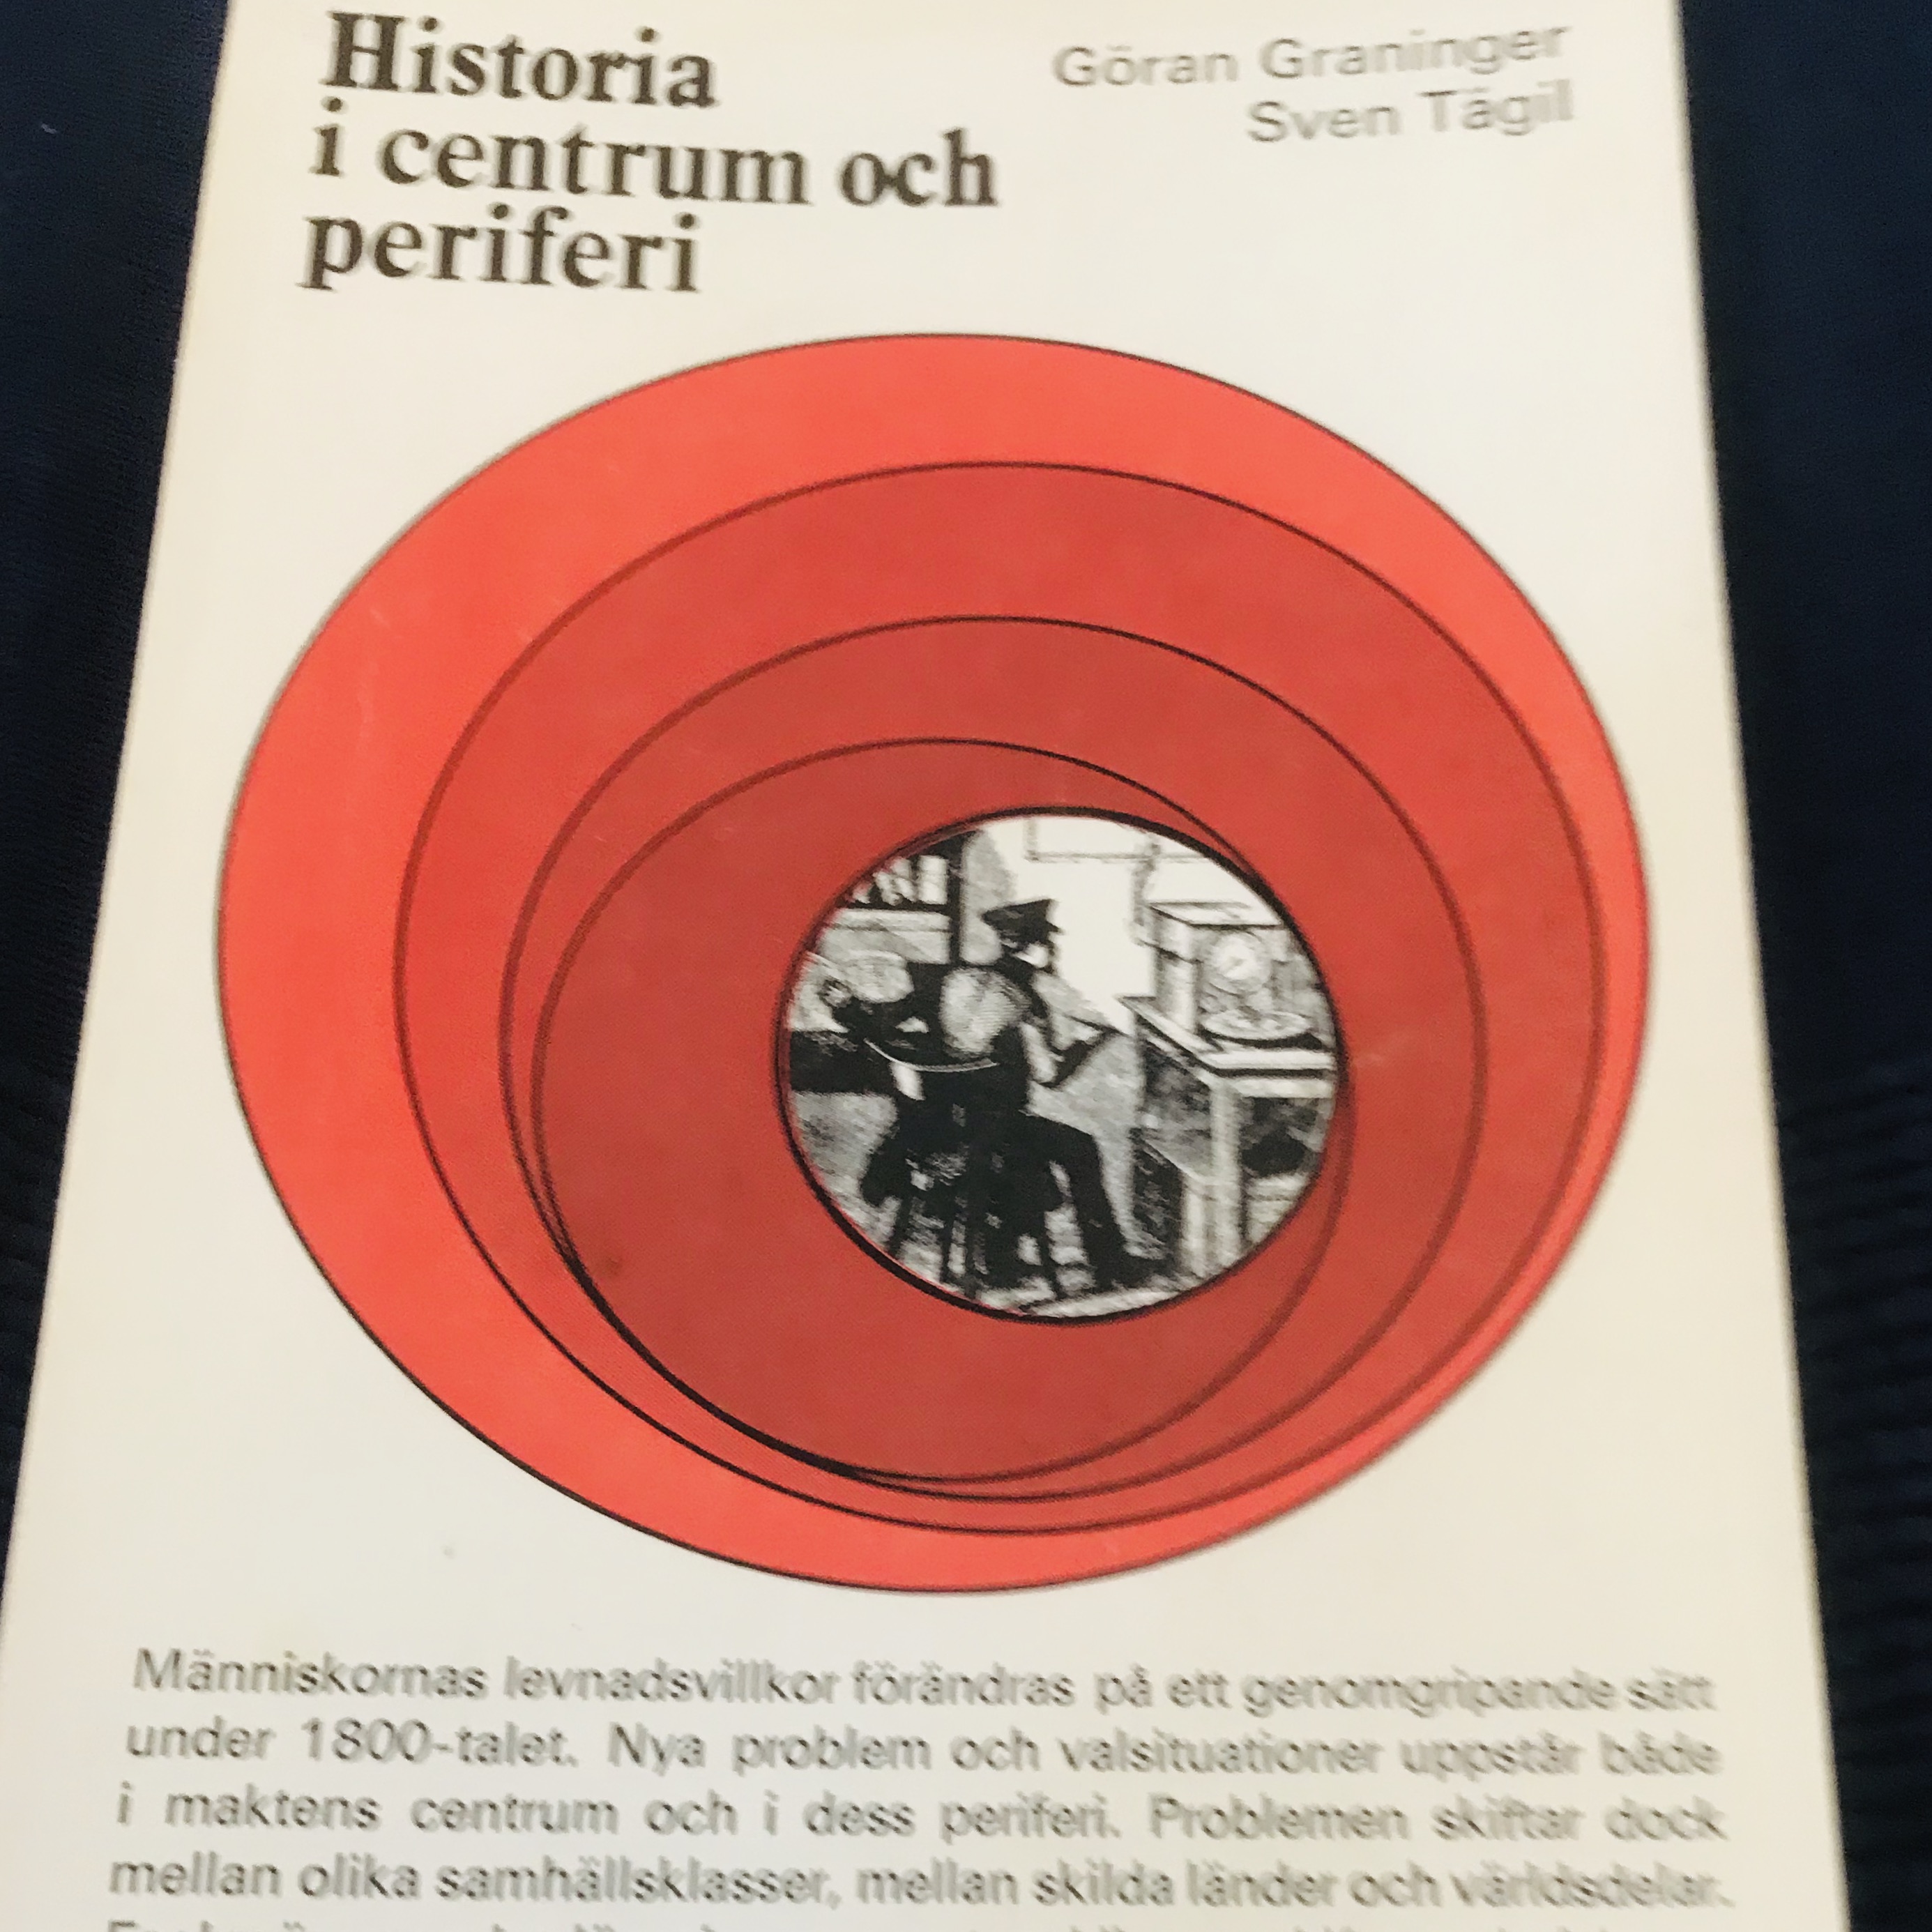 Historia
i centrum och
periferi
Göran Graninger
Sven Tägil
Människornas levnadsvillkor förändras på ett genomgripande sätt
under 1800-talet. Nya problem och valsituationer uppstår både
i maktens centrum och i dess periferi. Problemen skiftar dock
mellan olika samhällsklasser, mellan skilda länder och världsdelar.